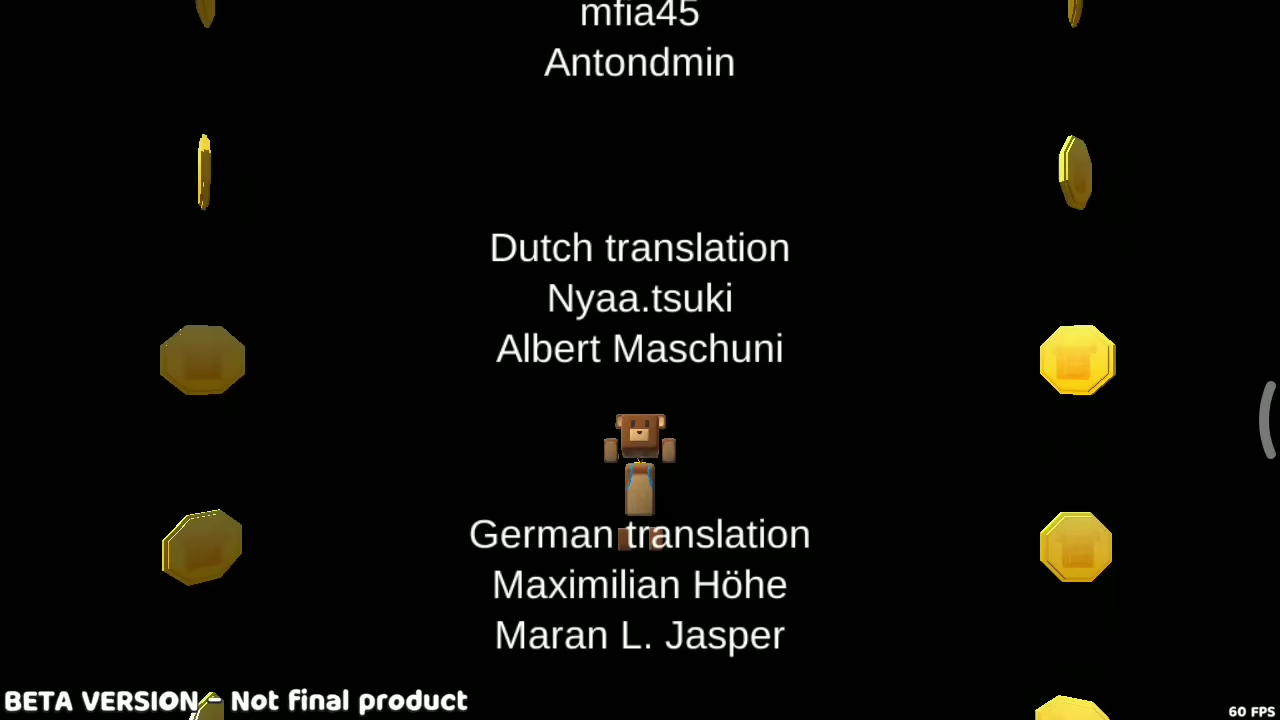 mfia45
Antondmin
Dutch translation
Nyaa.tsuki
Albert Maschuni
German translation
Maximilian Höhe
Maran L. Jasper
BETA VERSION - Not final product
60 FPS